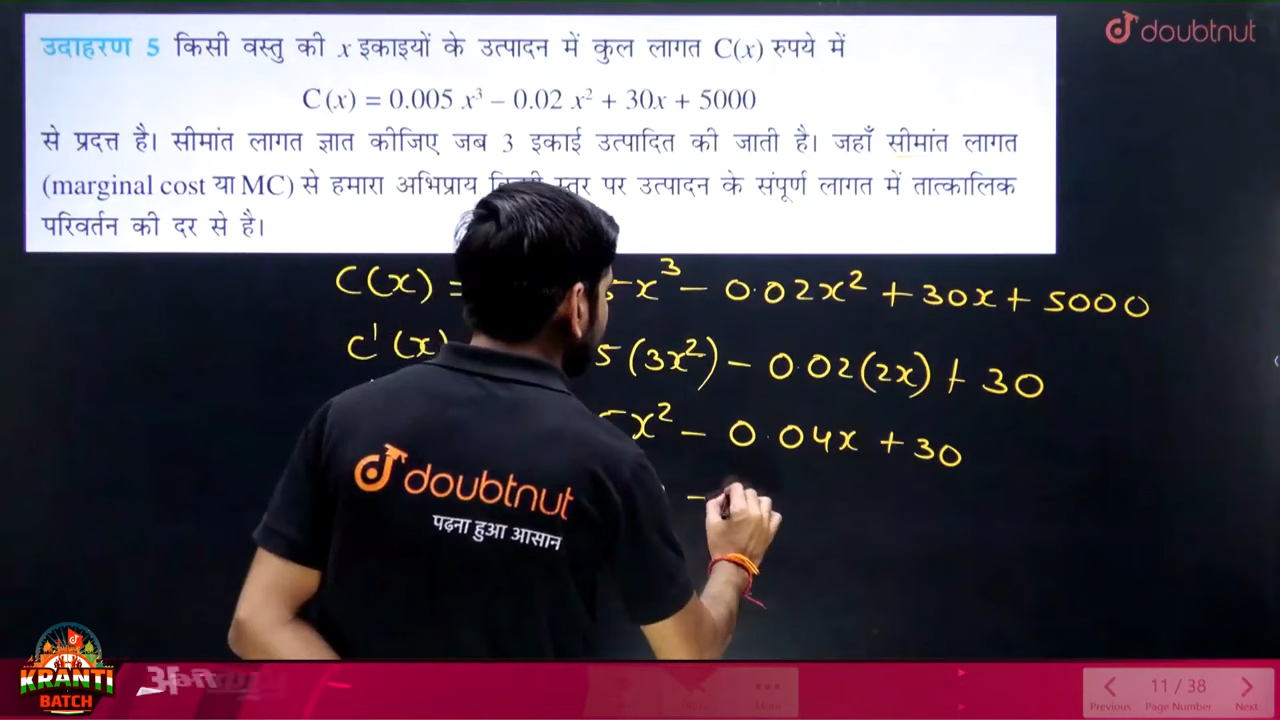 doubtnut
उदाहरण 5 किसी वस्तु की x इकाइयों के उत्पादन में कुल लागत C(x) रुपये में
C(x) = 0.005 x³ – 0.02 x² + 30x + 5000
से प्रदत्त है। सीमांत लागत ज्ञात कीजिए जब 3 इकाई उत्पादित की जाती है। जहाँ सीमांत लागत
(marginal cost या MC) से हमारा अभिप्राय स्तर पर उत्पादन के संपूर्ण लागत में तात्कालिक
परिवर्तन की दर से है।
C(x) = x³ – 0.02x² + 30x + 5000
C'(x) 5(3x²) – 0.02(2x) + 30
x² – 0.04x + 30
–
doubtnut
पढ़ना हुआ आसान
KRANTI
BATCH
11 / 38
Previous Page Number Next